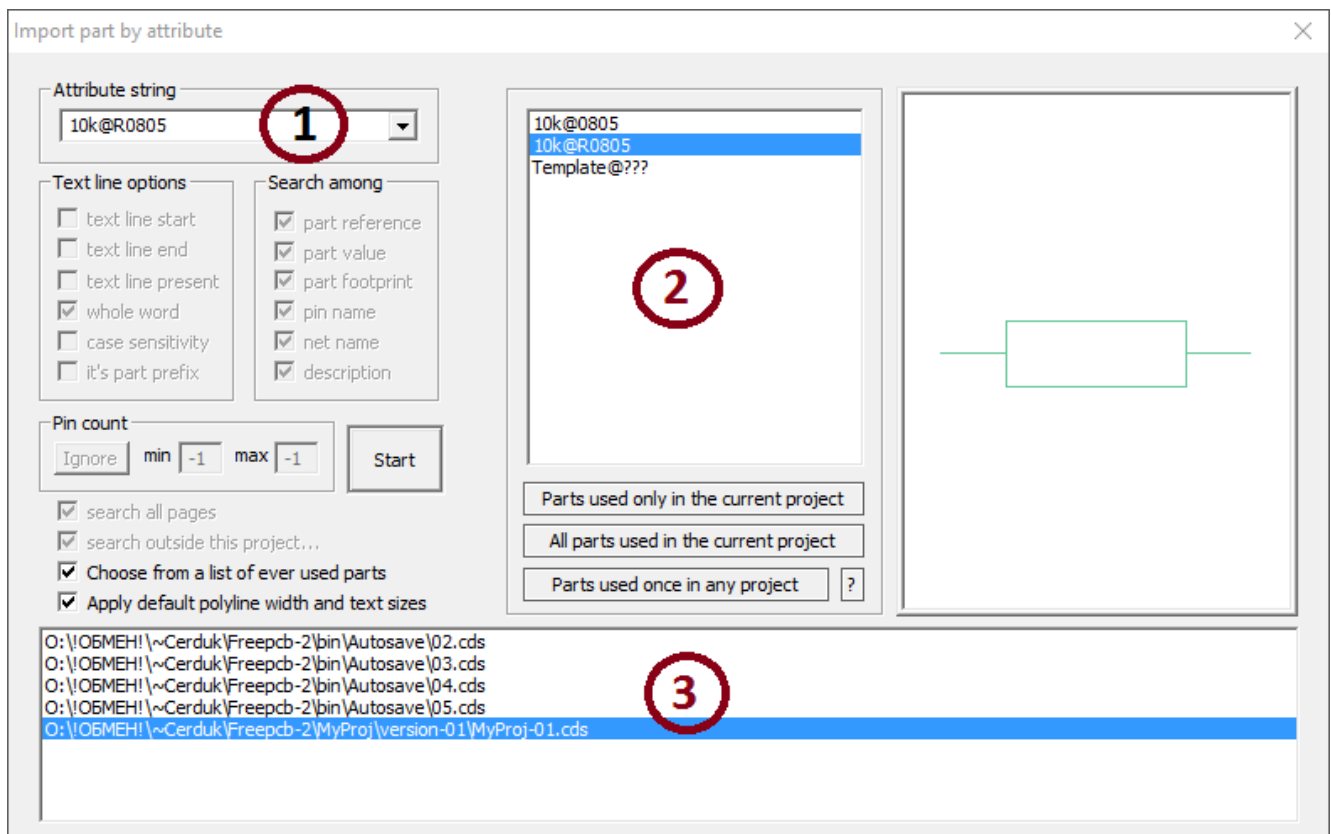 Import part by attribute
Attribute string
10k@R0805
1
Text line options
text line start
text line end
text line present
whole word
case sensitivity
it's part prefix
Search among
part reference
part value
part footprint
pin name
net name
description
Pin count
Ignore min -1 max -1
Start
search all pages
search outside this project...
Choose from a list of ever used parts
Apply default polyline width and text sizes
10k@0805
10k@R0805
Template@???
2
Parts used only in the current project
All parts used in the current project
Parts used once in any project ?
O:\!ОБМЕН!\~Cerduk\Freepcb-2\bin\Autosave\02.cds
O:\!ОБМЕН!\~Cerduk\Freepcb-2\bin\Autosave\03.cds
O:\!ОБМЕН!\~Cerduk\Freepcb-2\bin\Autosave\04.cds
O:\!ОБМЕН!\~Cerduk\Freepcb-2\bin\Autosave\05.cds
O:\!ОБМЕН!\~Cerduk\Freepcb-2\MyProj\version-01\MyProj-01.cds
3